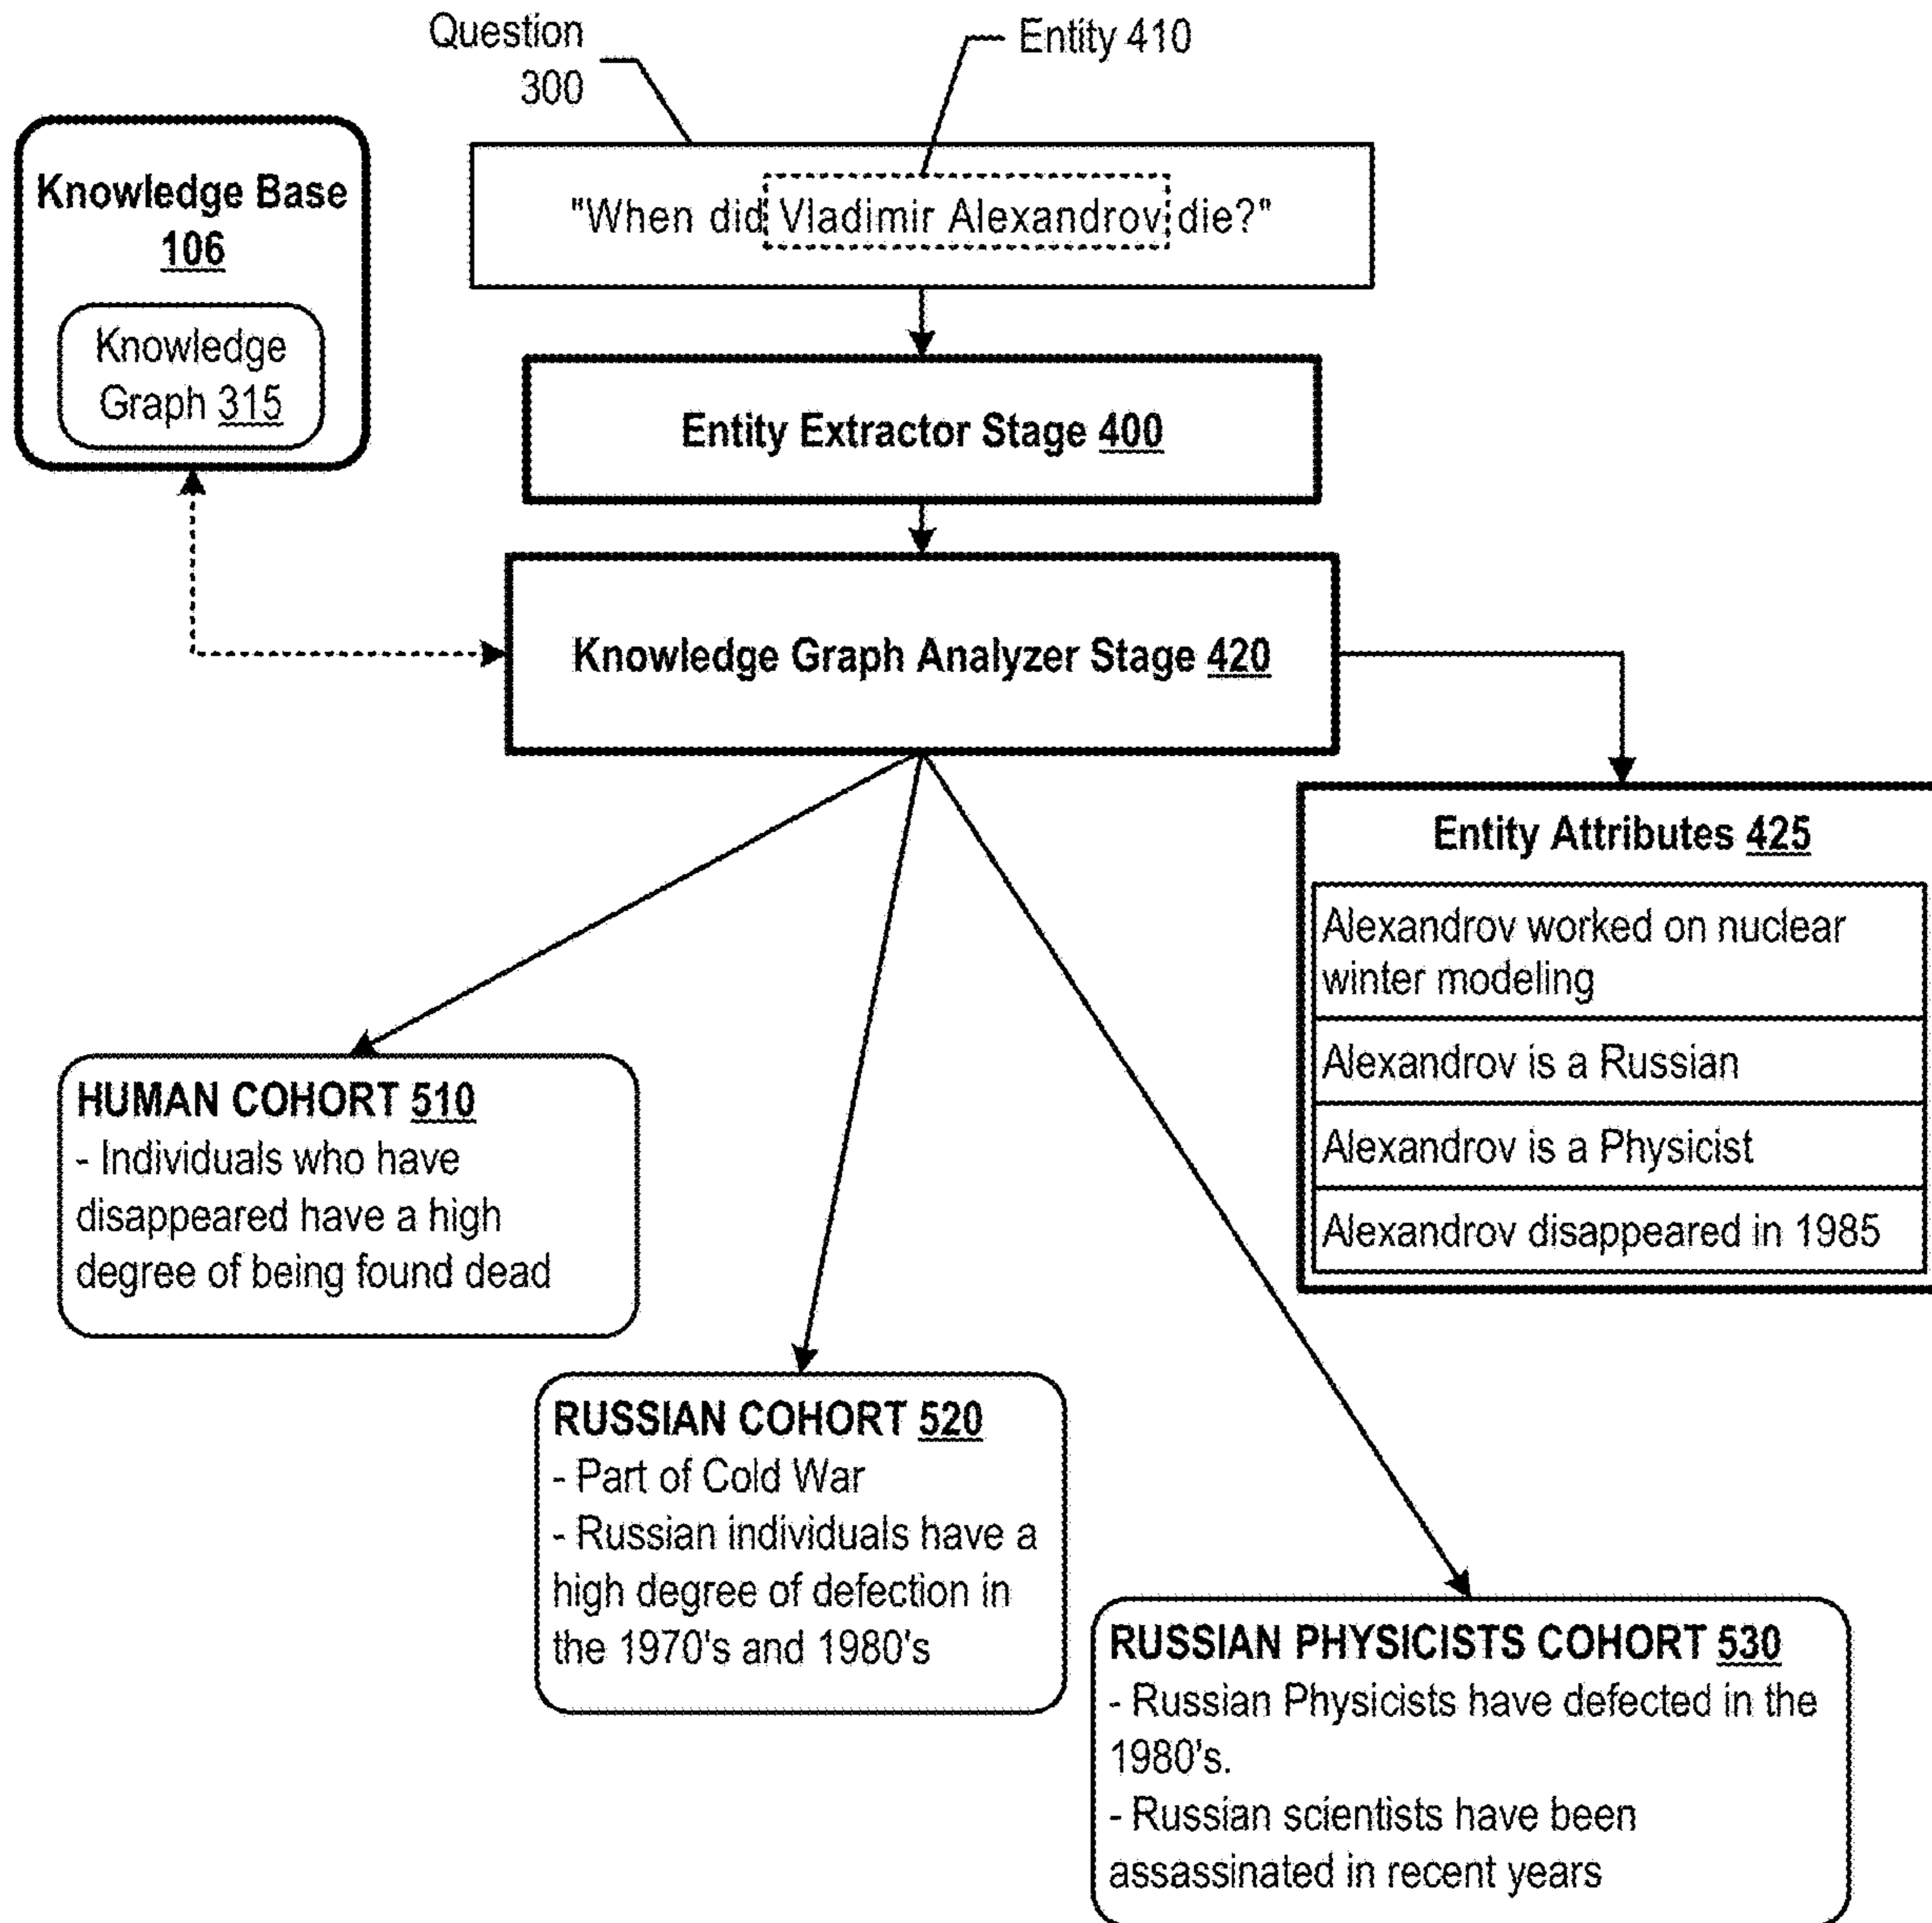 Question
300
Entity 410
Knowledge Base
106
Knowledge
Graph 315
"When did Vladimir Alexandrov die?"
Entity Extractor Stage 400
Knowledge Graph Analyzer Stage 420
Entity Attributes 425
Alexandrov worked on nuclear
winter modeling
Alexandrov is a Russian
Alexandrov is a Physicist
Alexandrov disappeared in 1985
HUMAN COHORT 510
- Individuals who have
disappeared have a high
degree of being found dead
RUSSIAN COHORT 520
- Part of Cold War
- Russian individuals have a
high degree of defection in
the 1970's and 1980's
RUSSIAN PHYSICISTS COHORT 530
- Russian Physicists have defected in the
1980's.
- Russian scientists have been
assassinated in recent years